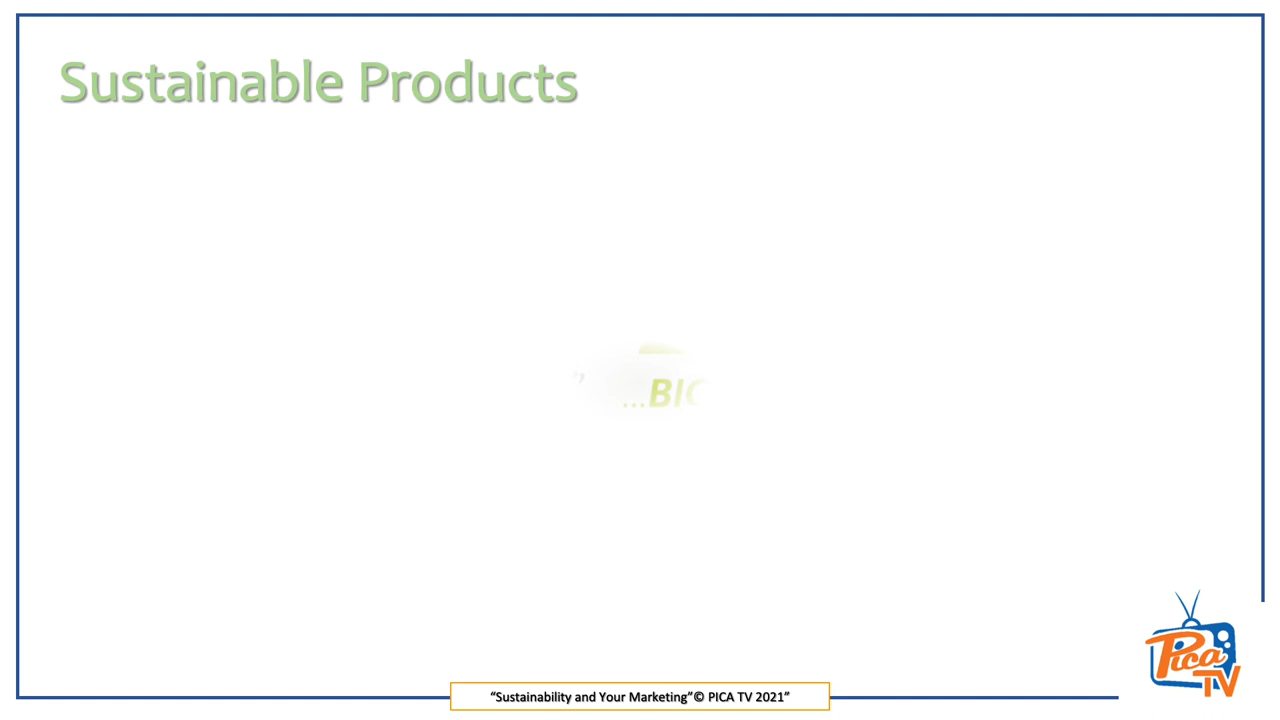 Sustainable Products
...BIO
Pica
TV
“Sustainability and Your Marketing”© PICA TV 2021”